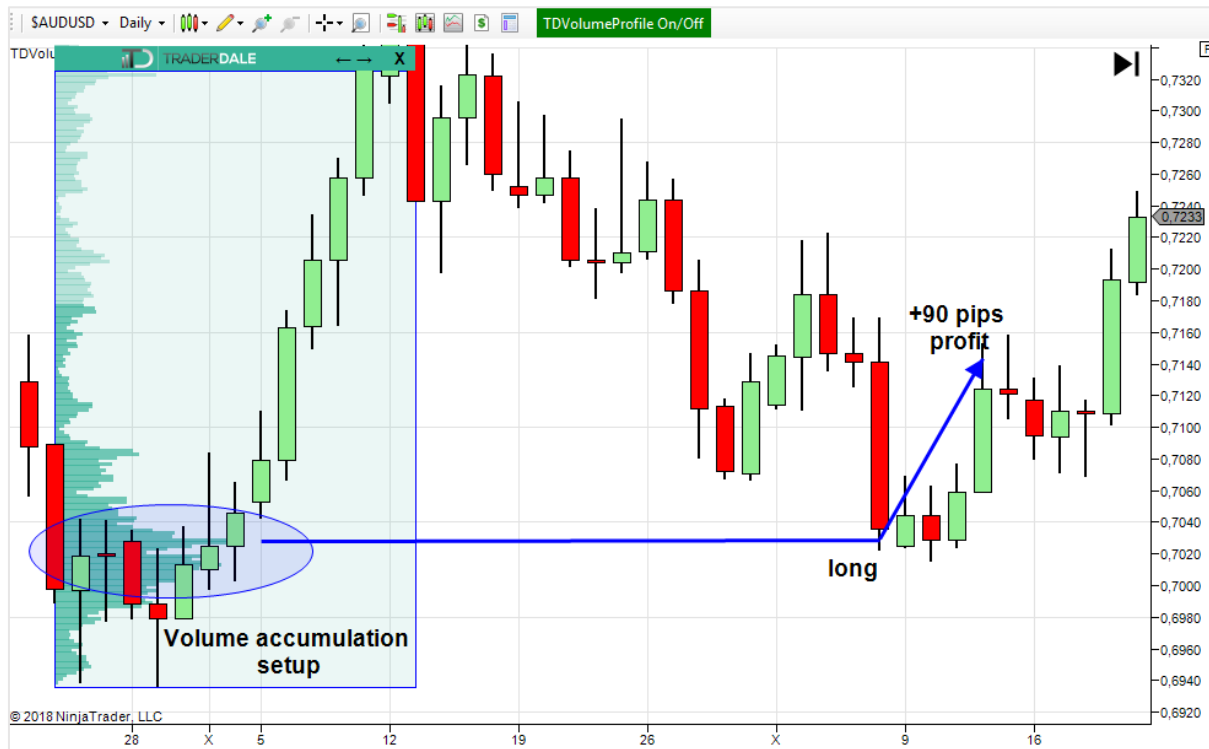 $AUDUSD Daily TDVolumeProfile On/Off
TDVolu
TD TRADERDALE ←→ X
F
0,7320
0,7300
0,7280
0,7260
0,7240
0,7233
0,7220
0,7200
0,7180
+90 pips
profit
0,7160
0,7140
0,7120
0,7100
0,7080
0,7060
0,7040
0,7020
long
0,7000
0,6980
Volume accumulation
setup
0,6960
0,6940
0,6920
© 2018 NinjaTrader, LLC
28 X 5 12 19 26 X 9 16